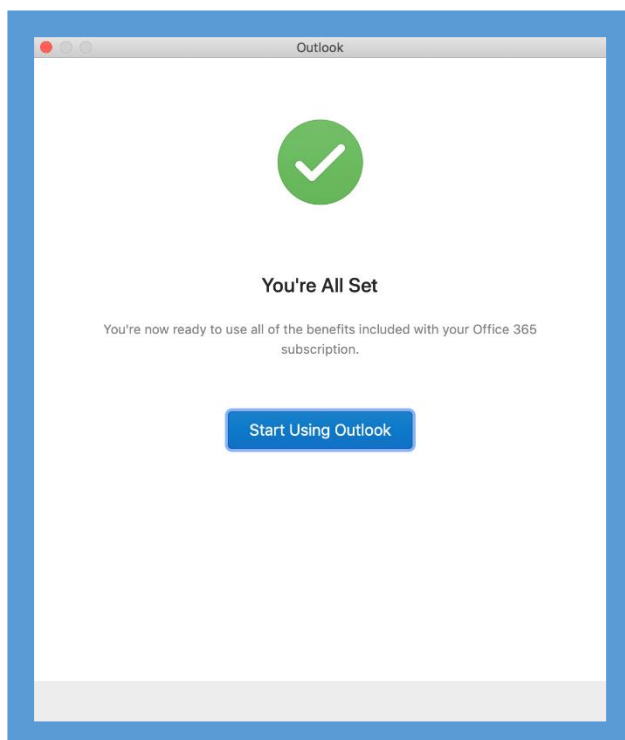 Outlook
You're All Set
You're now ready to use all of the benefits included with your Office 365
subscription.
Start Using Outlook